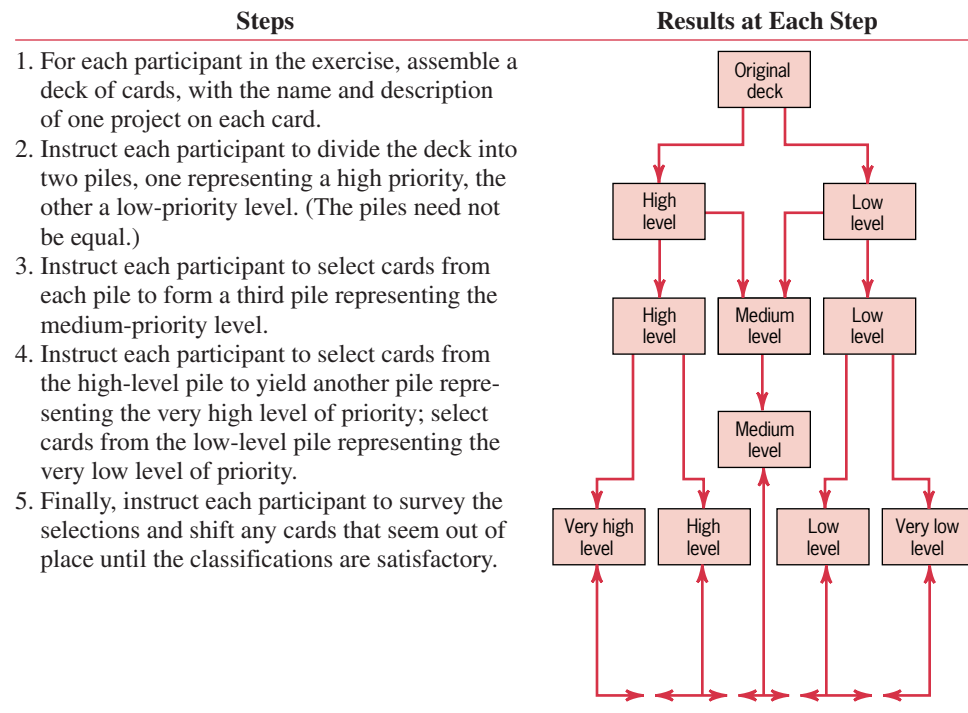 Steps
Results at Each Step
1. For each participant in the exercise, assemble a
deck of cards, with the name and description
of one project on each card.
2. Instruct each participant to divide the deck into
two piles, one representing a high priority, the
other a low-priority level. (The piles need not
be equal.)
3. Instruct each participant to select cards from
each pile to form a third pile representing the
medium-priority level.
4. Instruct each participant to select cards from
the high-level pile to yield another pile repre-
senting the very high level of priority; select
cards from the low-level pile representing the
very low level of priority.
5. Finally, instruct each participant to survey the
selections and shift any cards that seem out of
place until the classifications are satisfactory.
Original
deck
High
level
Low
level
High
level
Medium
level
Low
level
Medium
level
Very high
level
High
level
Low
level
Very low
level